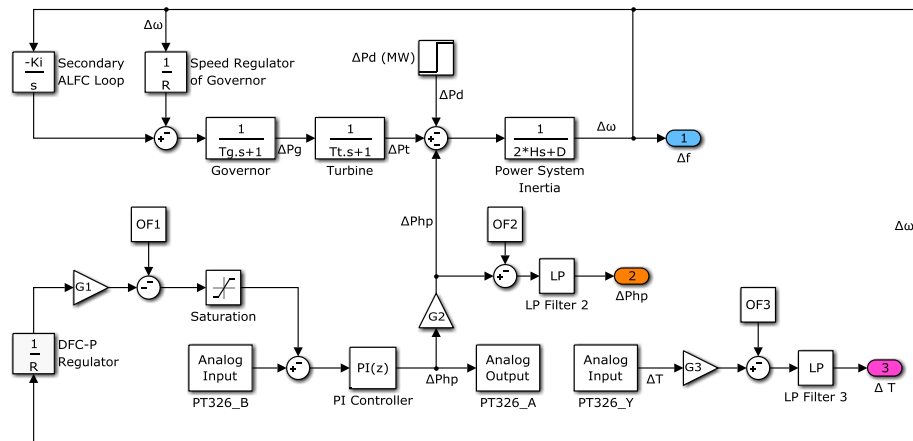 Δω
-Ki
s
Secondary
ALFC Loop
1
R
Speed Regulator
of Governor
ΔPd (MW)
ΔPd
1
Tg.s+1
Governor
ΔPg
1
Tt.s+1
Turbine
ΔPt
1
2*Hs+D
Power System
Inertia
Δω
1
Δf
ΔPhp
Δω
OF1
G1
Saturation
OF2
LP
LP Filter 2
2
ΔPhp
G2
1
R
DFC-P
Regulator
Analog
Input
PT326_B
PI(z)
PI Controller
ΔPhp
Analog
Output
PT326_A
Analog
Input
PT326_Y
ΔT
G3
OF3
LP
LP Filter 3
3
Δ T